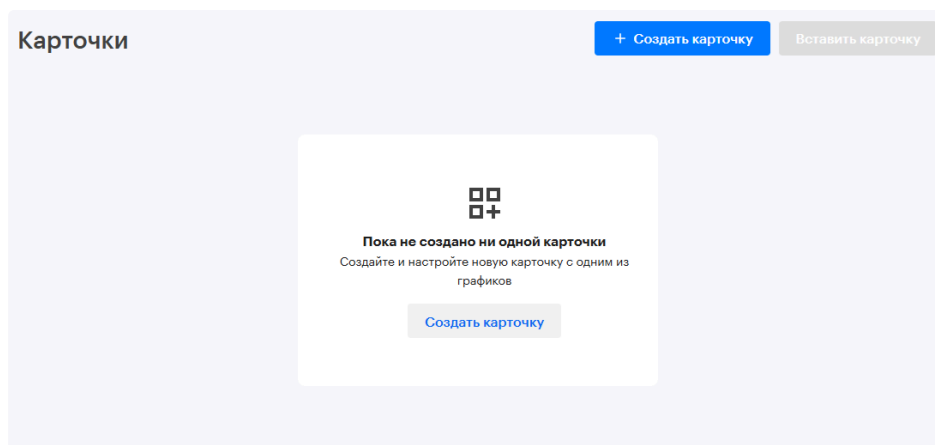 Карточки
+ Создать карточку
Вставить карточку
Пока не создано ни одной карточки
Создайте и настройте новую карточку с одним из
графиков
Создать карточку